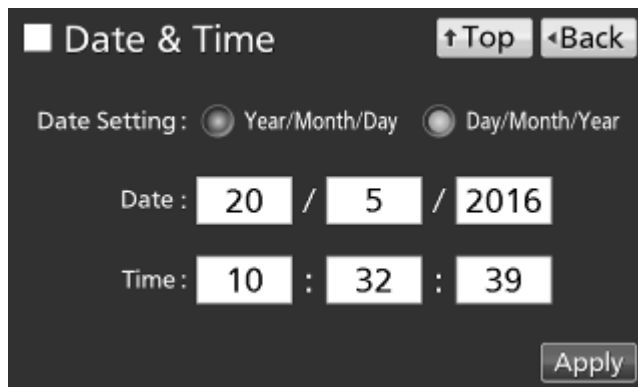 Date & Time ↑Top ◂Back
Date Setting: Year/Month/Day Day/Month/Year
Date: 20 / 5 / 2016
Time: 10 : 32 : 39
Apply